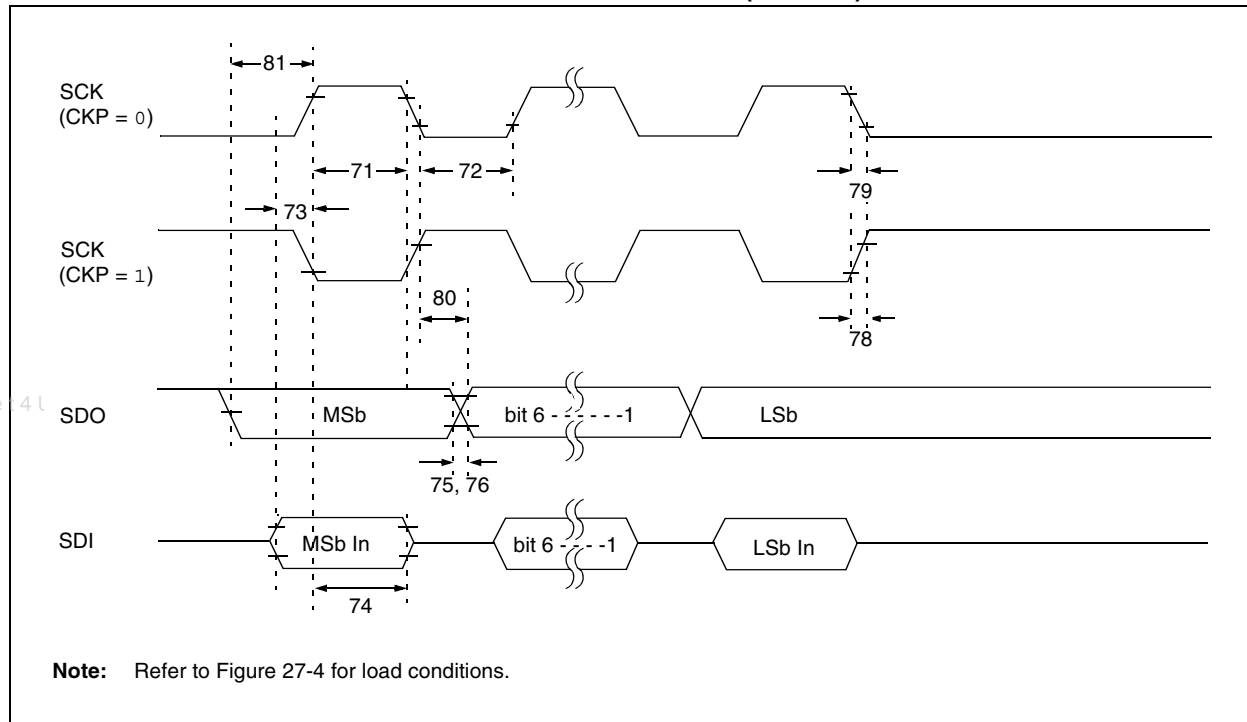 81
SCK
(CKP = 0)
71
72
79
73
SCK
(CKP = 1)
80
78
SDO
MSb
bit 6 - - - - - -1
LSb
75, 76
SDI
MSb In
bit 6 - - - -1
LSb In
74
Note: Refer to Figure 27-4 for load conditions.